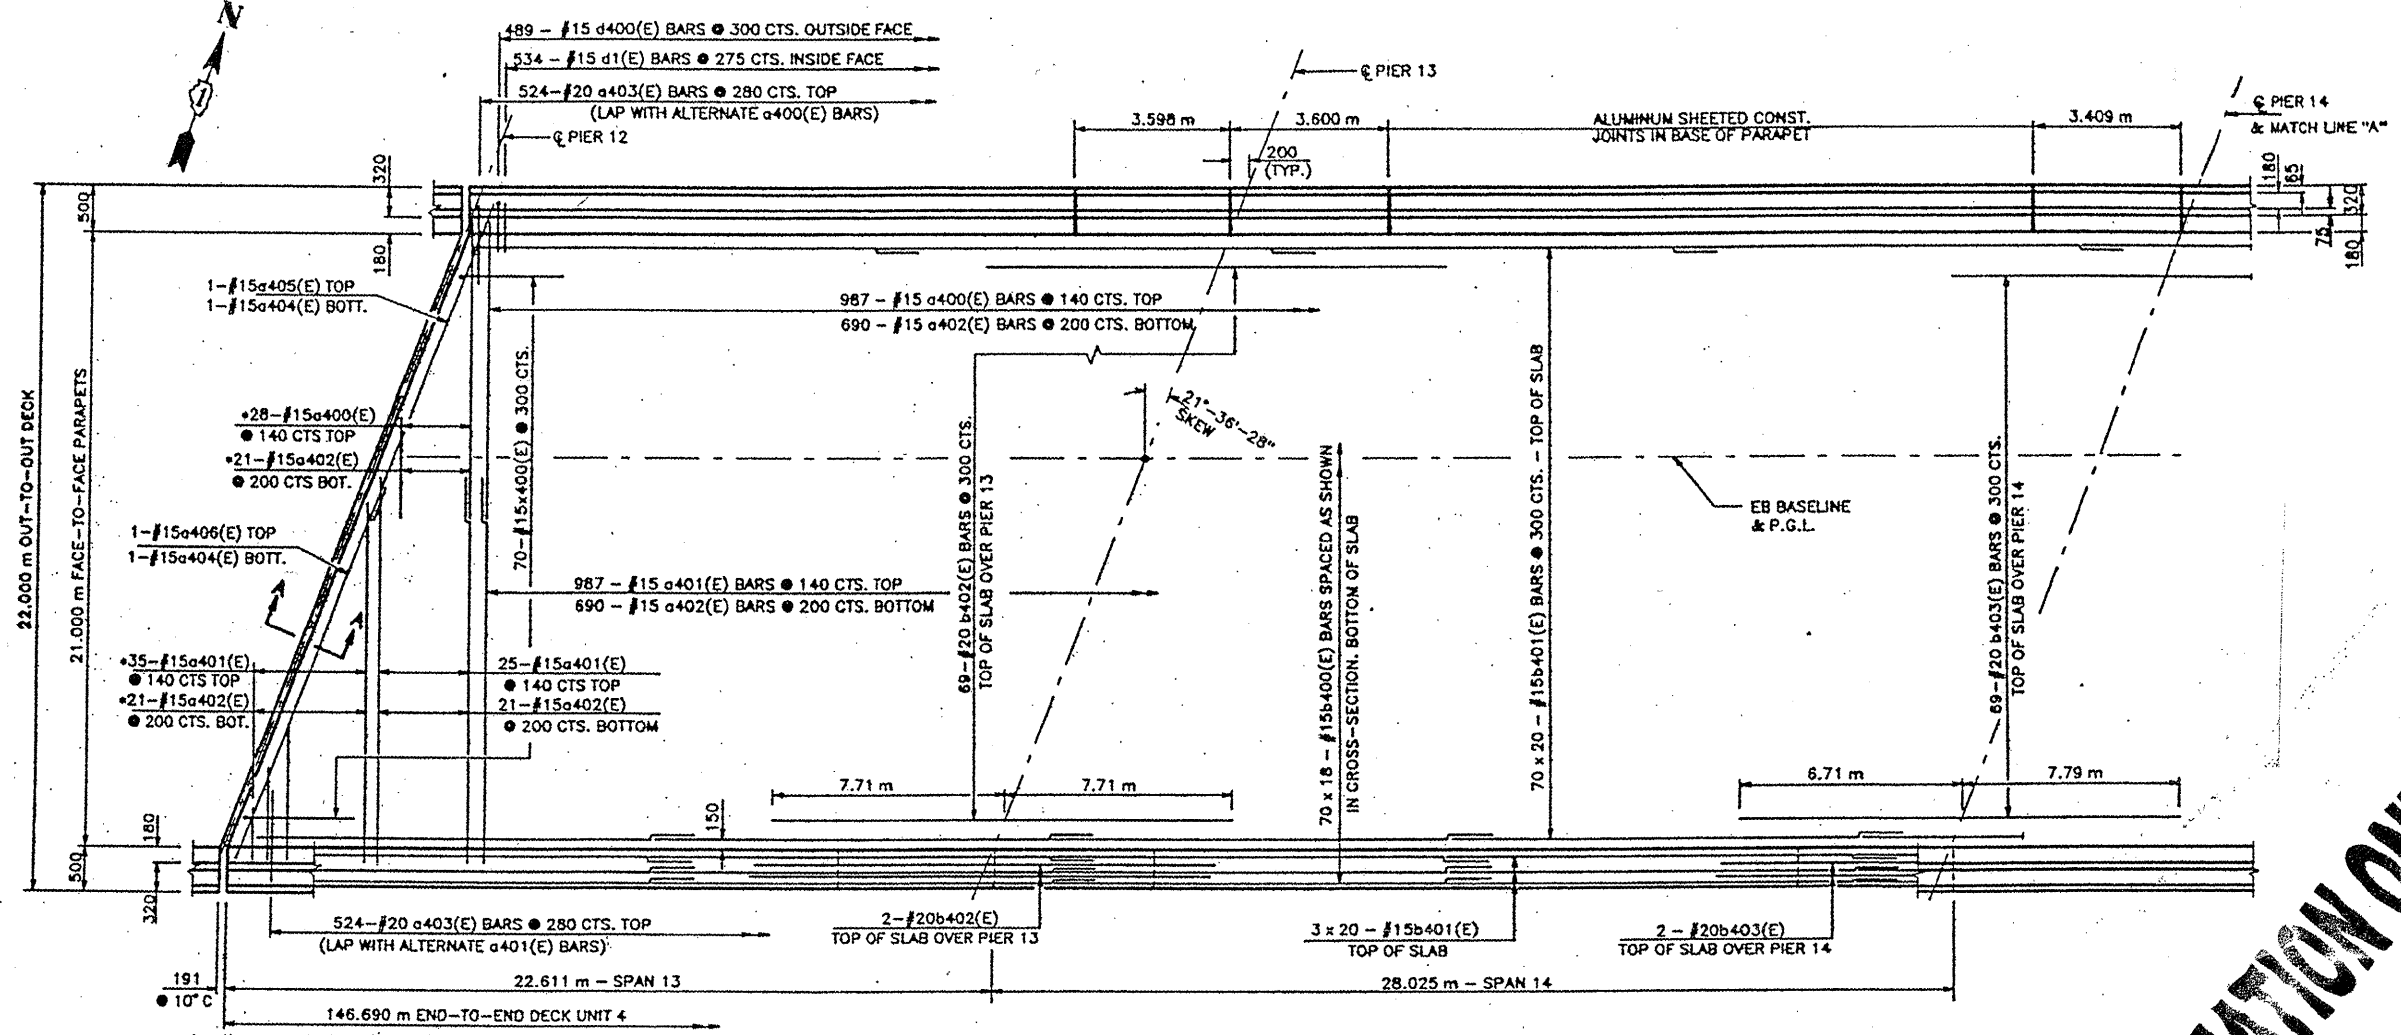 N
1
489 - #15 d400(E) BARS @ 300 CTS. OUTSIDE FACE
534 - #15 d1(E) BARS @ 275 CTS. INSIDE FACE
524-#20 a403(E) BARS @ 280 CTS. TOP
(LAP WITH ALTERNATE a400(E) BARS)
℄ PIER 12
℄ PIER 13
℄ PIER 14
& MATCH LINE "A"
3.598 m
3.600 m
ALUMINUM SHEETED CONST.
JOINTS IN BASE OF PARAPET
3.409 m
200
(TYP.)
320
500
180
180
65
320
75
180
1-#15a405(E) TOP
1-#15a404(E) BOTT.
987 - #15 a400(E) BARS @ 140 CTS. TOP
690 - #15 a402(E) BARS @ 200 CTS. BOTTOM
22.000 m OUT-TO-OUT DECK
21.000 m FACE-TO-FACE PARAPETS
*28-#15a400(E)
@ 140 CTS TOP
*21-#15a402(E)
@ 200 CTS BOT.
70-#15x400(E) @ 300 CTS.
21°-36'-28"
SKEW
69-#20 b402(E) BARS @ 300 CTS.
TOP OF SLAB OVER PIER 13
70 x 18 - #15b400(E) BARS SPACED AS SHOWN
IN CROSS-SECTION. BOTTON OF SLAB
70 x 20 - #15b401(E) BARS @ 300 CTS. - TOP OF SLAB
EB BASELINE
& P.G.L.
69-#20 b403(E) BARS @ 300 CTS.
TOP OF SLAB OVER PIER 14
1-#15a406(E) TOP
1-#15a404(E) BOTT.
A
A
987 - #15 a401(E) BARS @ 140 CTS. TOP
690 - #15 a402(E) BARS @ 200 CTS. BOTTOM
*35-#15a401(E)
@ 140 CTS TOP
*21-#15a402(E)
@ 200 CTS. BOT.
25-#15a401(E)
@ 140 CTS TOP
21-#15a402(E)
@ 200 CTS. BOTTOM
7.71 m
7.71 m
6.71 m
7.79 m
150
180
500
320
524-#20 a403(E) BARS @ 280 CTS. TOP
(LAP WITH ALTERNATE a401(E) BARS)
2-#20b402(E)
TOP OF SLAB OVER PIER 13
3 x 20 - #15b401(E)
TOP OF SLAB
2 - #20b403(E)
TOP OF SLAB OVER PIER 14
191
@ 10° C
22.611 m - SPAN 13
28.025 m - SPAN 14
146.690 m END-TO-END DECK UNIT 4